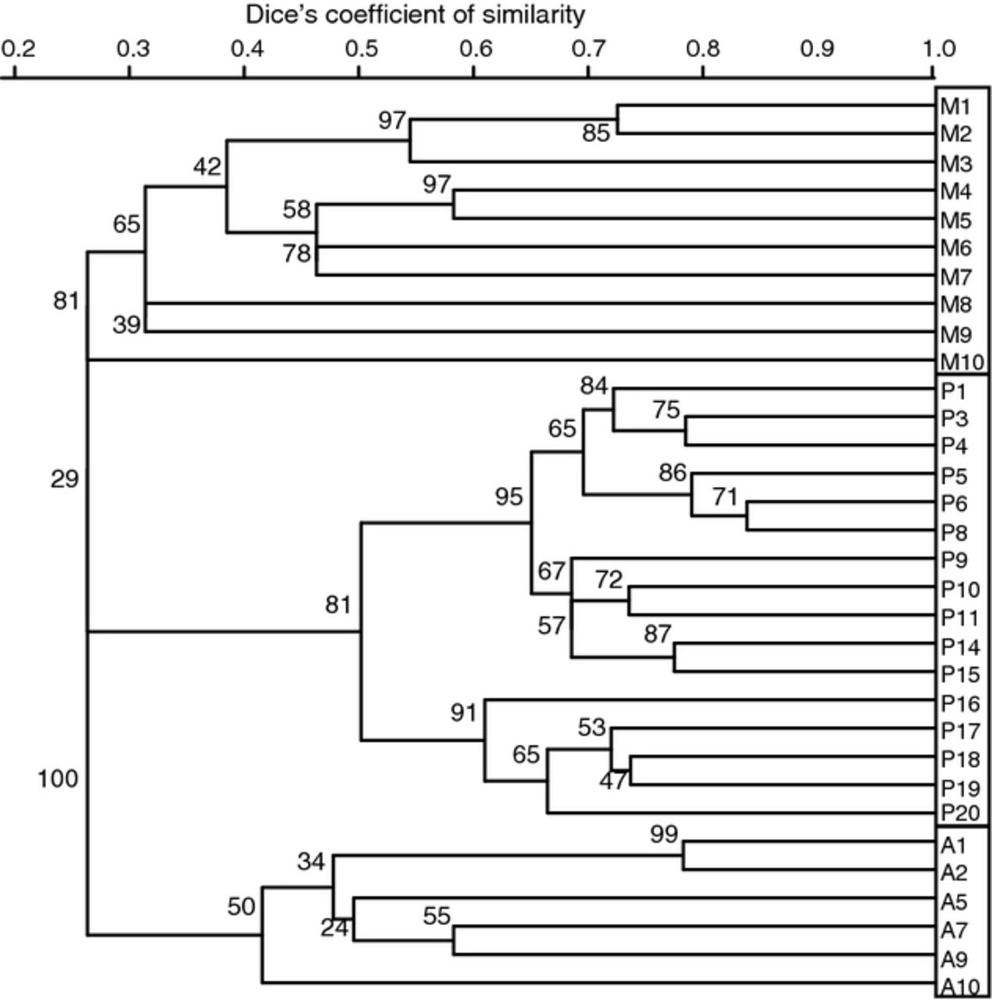 Dice's coefficient of similarity
0.2 0.3 0.4 0.5 0.6 0.7 0.8 0.9 1.0
M1
97
85 M2
M3
42
97 M4
58
65 M5
M6
78
M7
81 M8
39 M9
M10
84 P1
75 P3
65
P4
86 P5
29
95 71 P6
P8
67 P9
72 P10
81
57 P11
87 P14
P15
91 P16
53 P17
65 P18
100 47 P19
P20
99 A1
34 A2
50 A5
55
24 A7
A9
A10